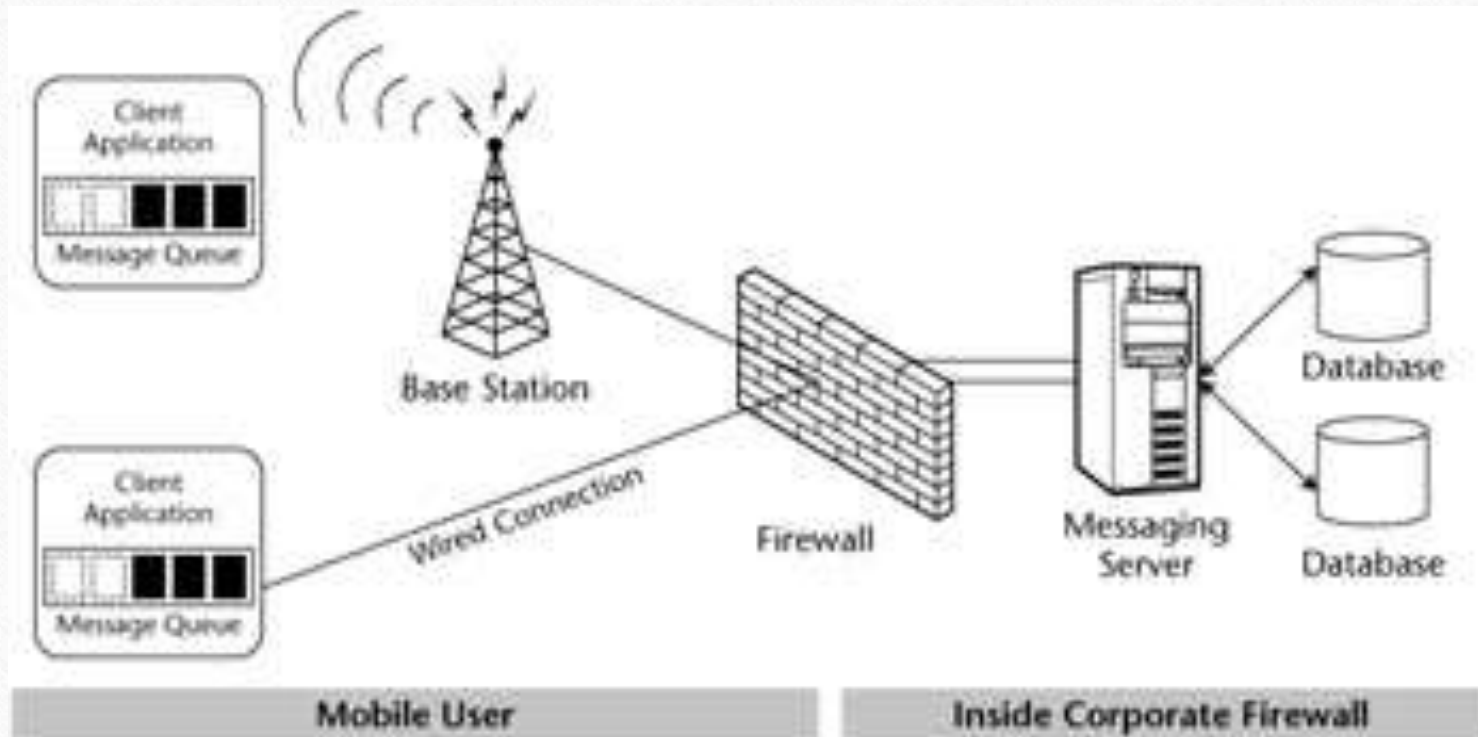 Client
Application
Message Queue
Base Station
Client
Application
Message Queue
Wired Connection
Firewall
Messaging
Server
Database
Database
Mobile User
Inside Corporate Firewall